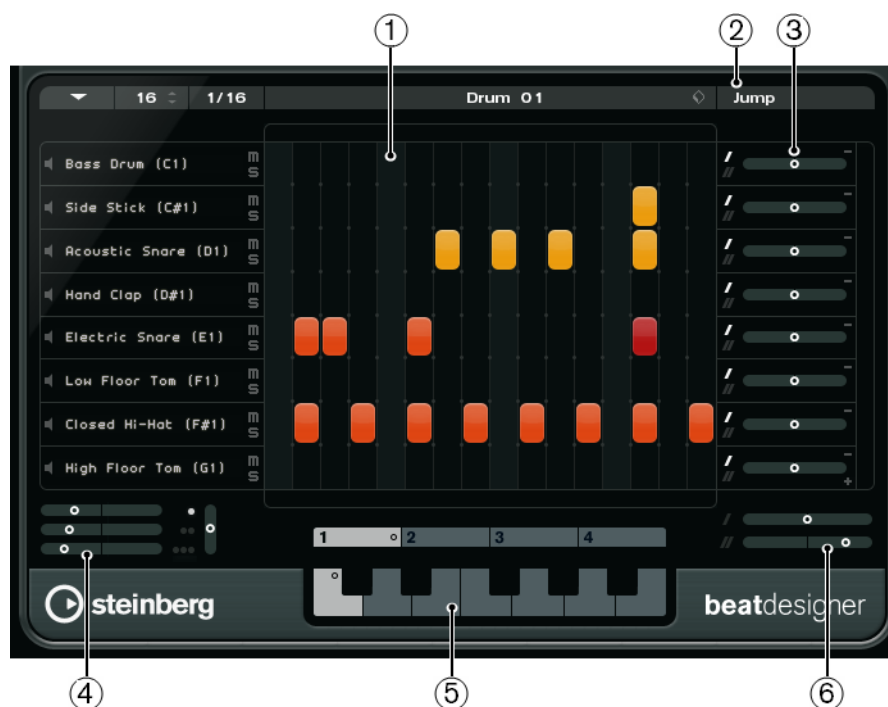 ① ② ③
16 1/16 Drum 01 Jump
Bass Drum (C1) m s
Side Stick (C#1) m s
Acoustic Snare (D1) m s
Hand Clap (D#1) m s
Electric Snare (E1) m s
Low Floor Tom (F1) m s
Closed Hi-Hat (F#1) m s
High Floor Tom (G1) m s
1 2 3 4
steinberg beatdesigner
④ ⑤ ⑥